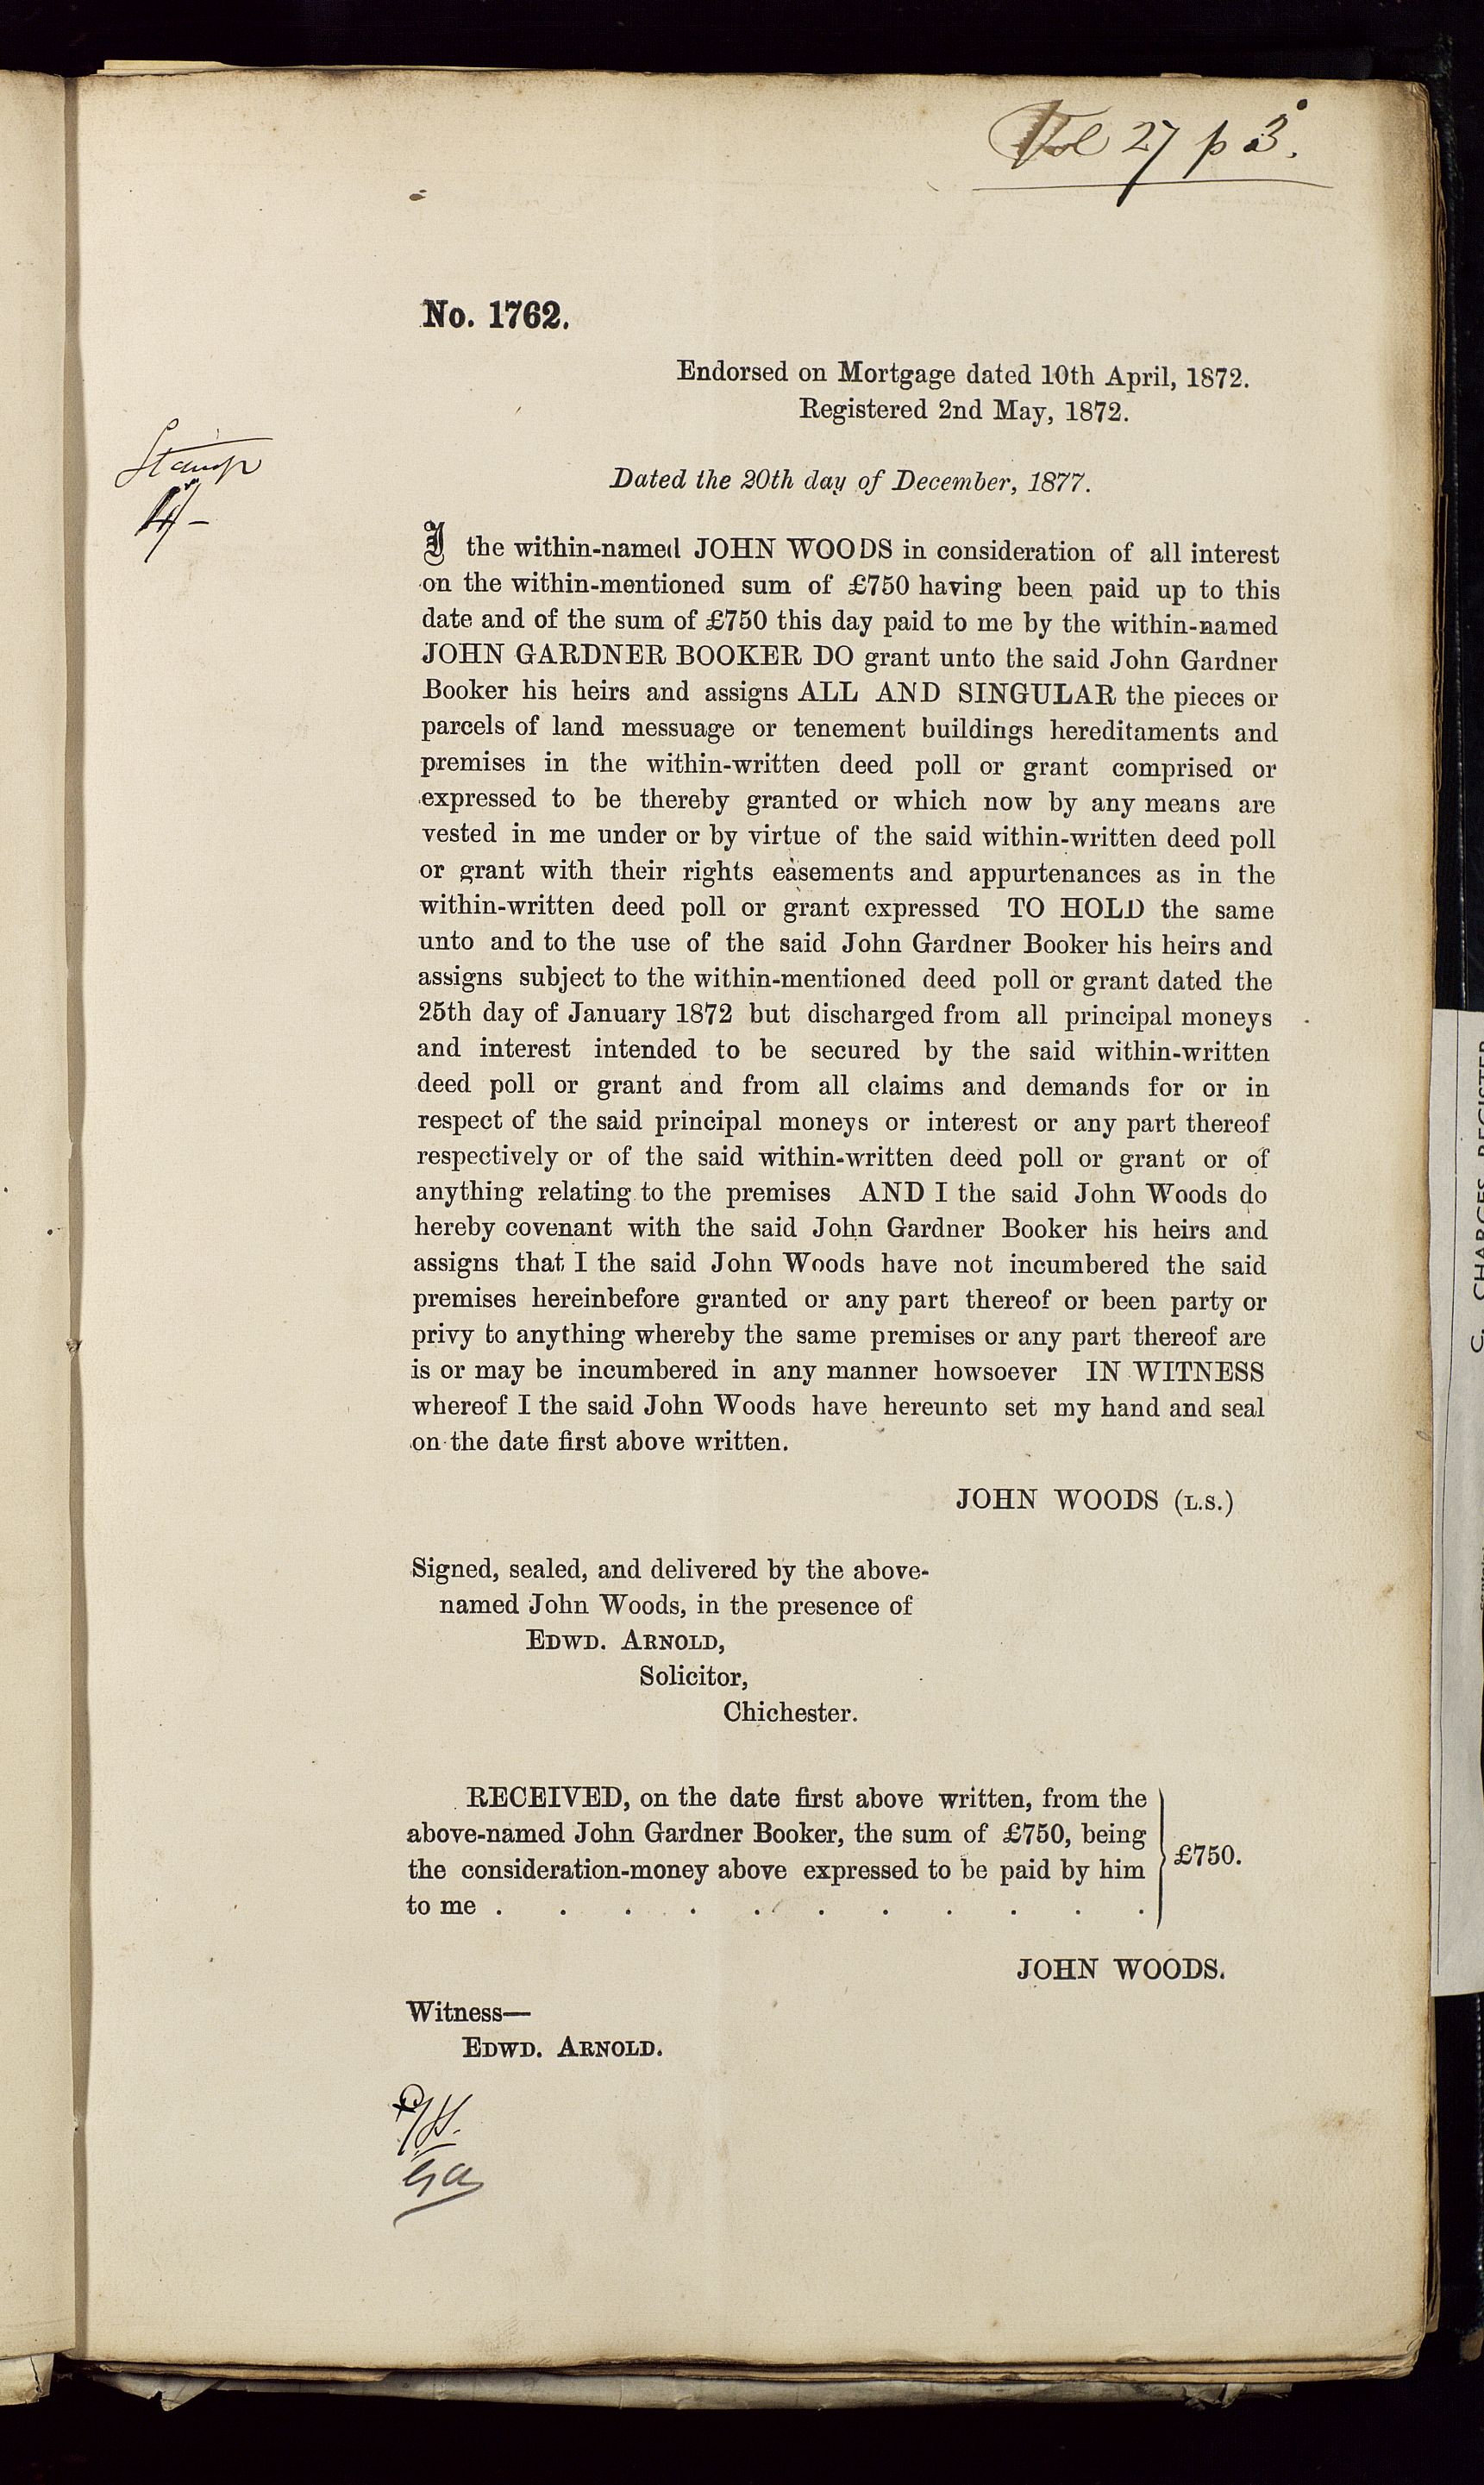 Vol 27 p 3.
No. 1762.
Endorsed on Mortgage dated 10th April, 1872.
Registered 2nd May, 1872.
Stamp
4/-
Dated the 20th day of December, 1877.
I the within-named JOHN WOODS in consideration of all interest
on the within-mentioned sum of £750 having been paid up to this
date and of the sum of £750 this day paid to me by the within-named
JOHN GARDNER BOOKER DO grant unto the said John Gardner
Booker his heirs and assigns ALL AND SINGULAR the pieces or
parcels of land messuage or tenement buildings hereditaments and
premises in the within-written deed poll or grant comprised or
expressed to be thereby granted or which now by any means are
vested in me under or by virtue of the said within-written deed poll
or grant with their rights easements and appurtenances as in the
within-written deed poll or grant expressed TO HOLD the same
unto and to the use of the said John Gardner Booker his heirs and
assigns subject to the within-mentioned deed poll or grant dated the
25th day of January 1872 but discharged from all principal moneys
and interest intended to be secured by the said within-written
deed poll or grant and from all claims and demands for or in
respect of the said principal moneys or interest or any part thereof
respectively or of the said within-written deed poll or grant or of
anything relating to the premises AND I the said John Woods do
hereby covenant with the said John Gardner Booker his heirs and
assigns that I the said John Woods have not incumbered the said
premises hereinbefore granted or any part thereof or been party or
privy to anything whereby the same premises or any part thereof are
is or may be incumbered in any manner howsoever IN WITNESS
whereof I the said John Woods have hereunto set my hand and seal
on the date first above written.
JOHN WOODS (L.S.)
Signed, sealed, and delivered by the above-
named John Woods, in the presence of
EDWD. ARNOLD,
Solicitor,
Chichester.
RECEIVED, on the date first above written, from the
above-named John Gardner Booker, the sum of £750, being
the consideration-money above expressed to be paid by him
to me . . . . . . . . . . .
£750.
JOHN WOODS.
Witness—
EDWD. ARNOLD.
C. CHARGES REGISTER